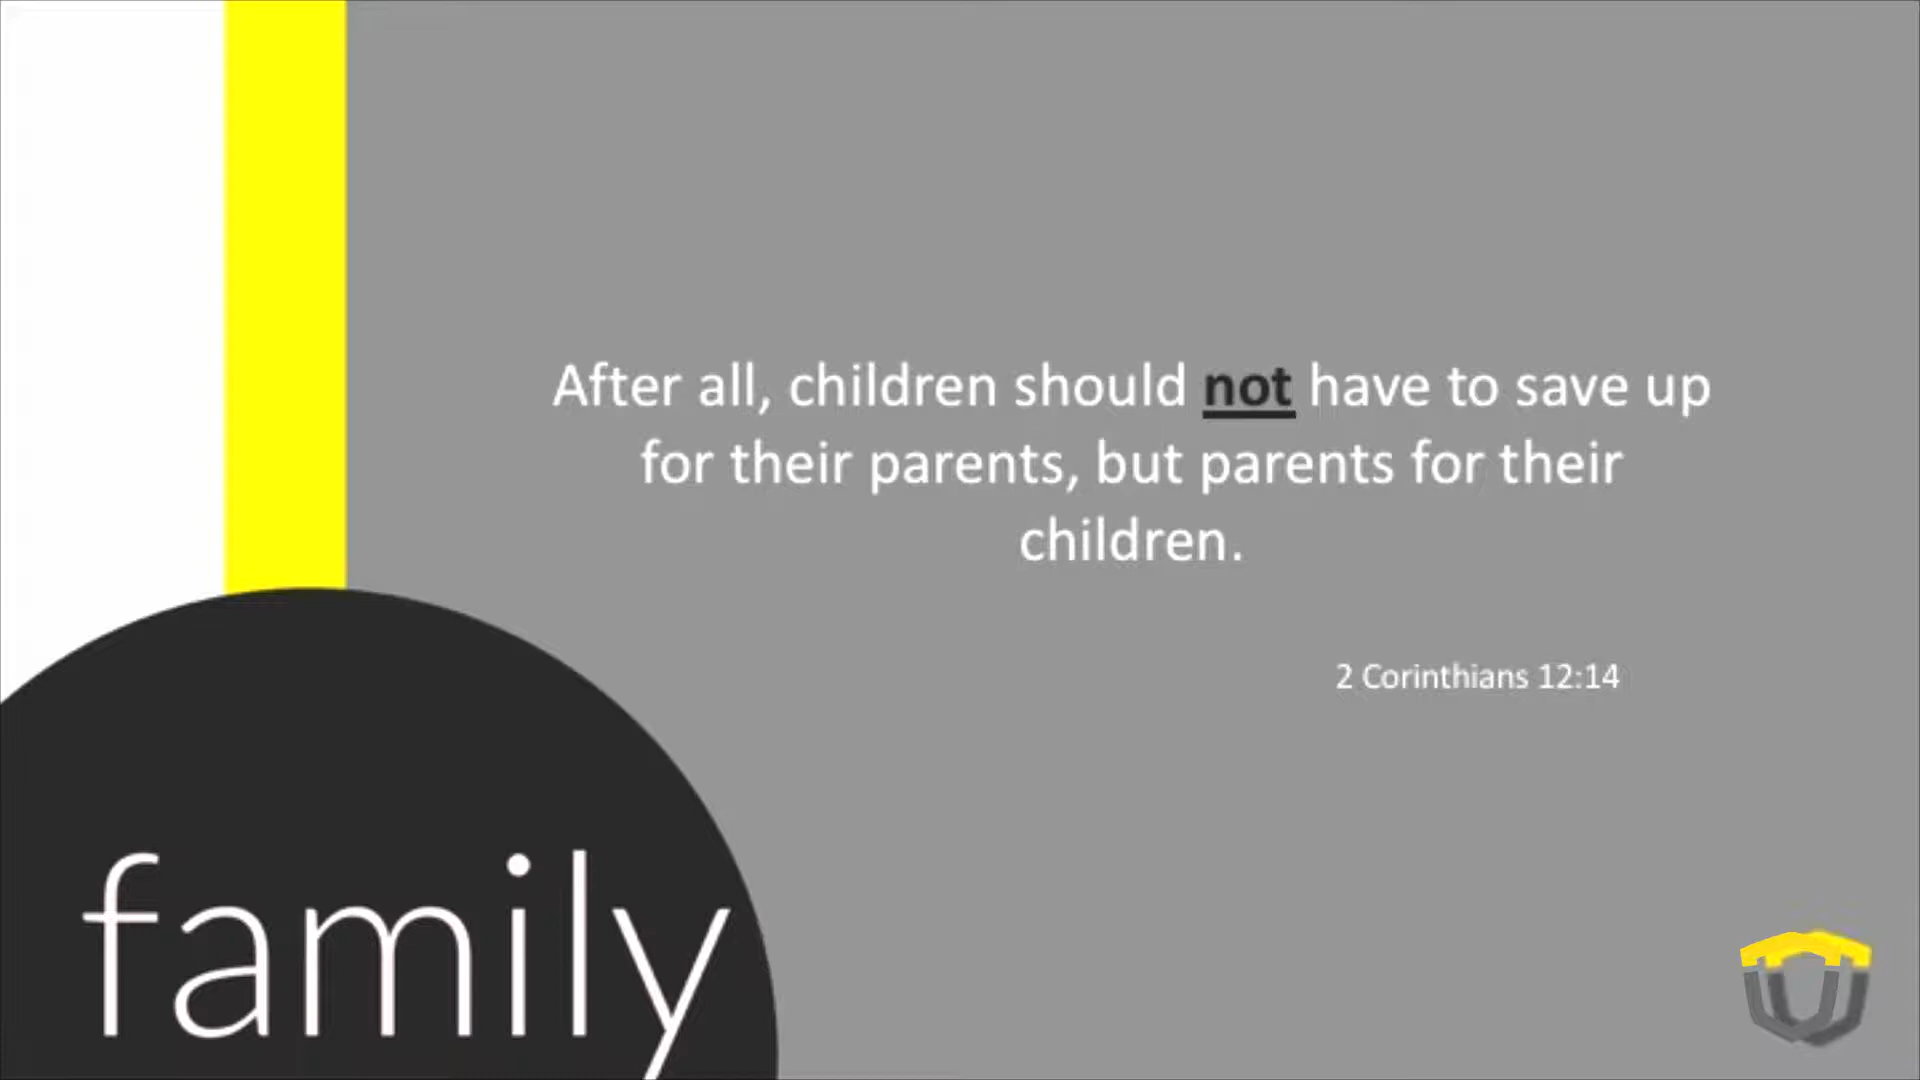 After all, children should not have to save up
for their parents, but parents for their
children.
2 Corinthians 12:14
family